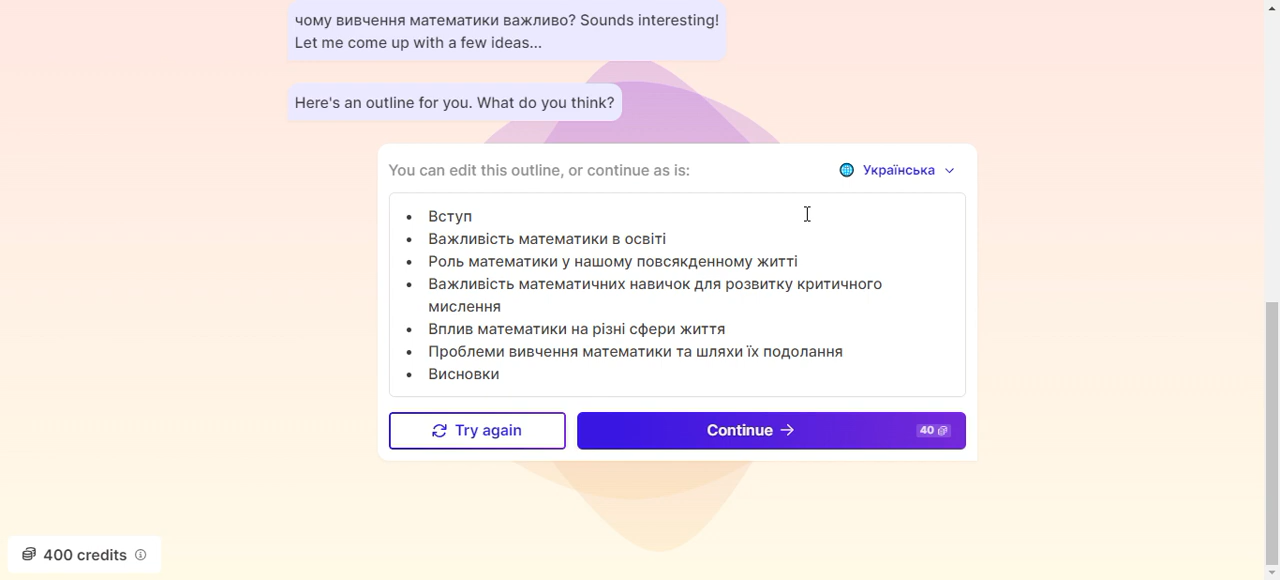 чому вивчення математики важливо? Sounds interesting!
Let me come up with a few ideas...
Here's an outline for you. What do you think?
You can edit this outline, or continue as is:
Українська
• Вступ
• Важливість математики в освіті
• Роль математики у нашому повсякденному житті
• Важливість математичних навичок для розвитку критичного
мислення
• Вплив математики на різні сфери життя
• Проблеми вивчення математики та шляхи їх подолання
• Висновки
Try again
Continue → 40
400 credits